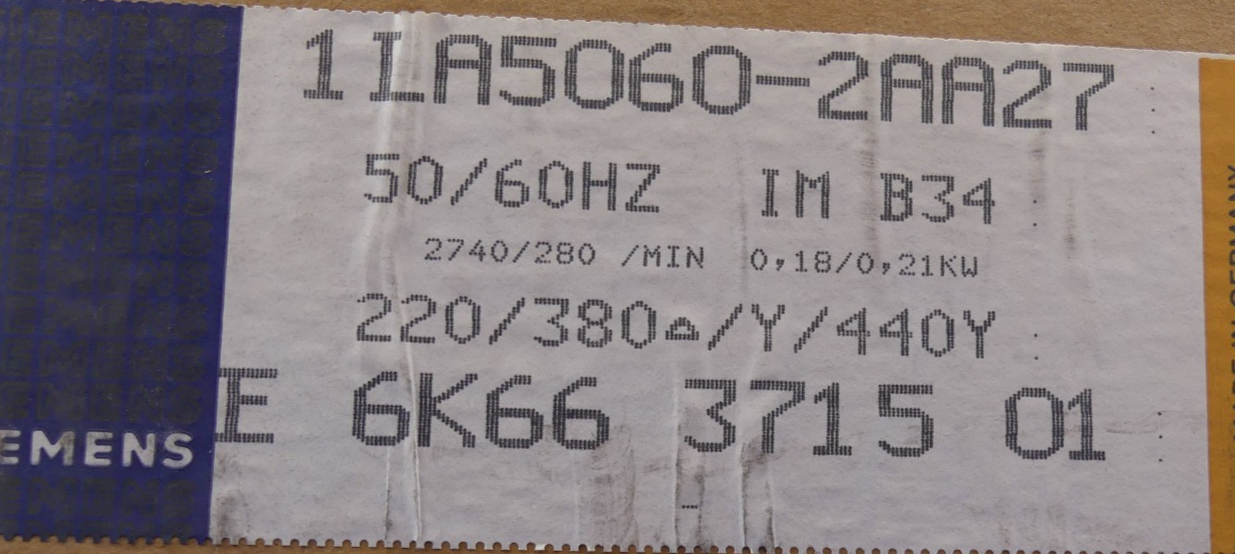 1IA5060-2AA27
50/60HZ IM B34
2740/280 /MIN 0,18/0,21KW
220/380△/Y/440Y
E 6K66 3715 01
EMENS